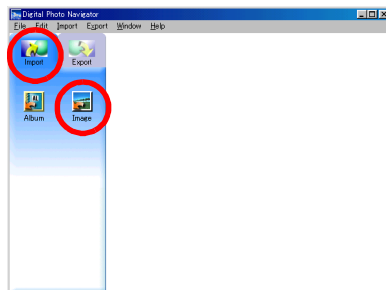 Digital Photo Navigator
File Edit Import Export Window Help
Import Export
Album Image